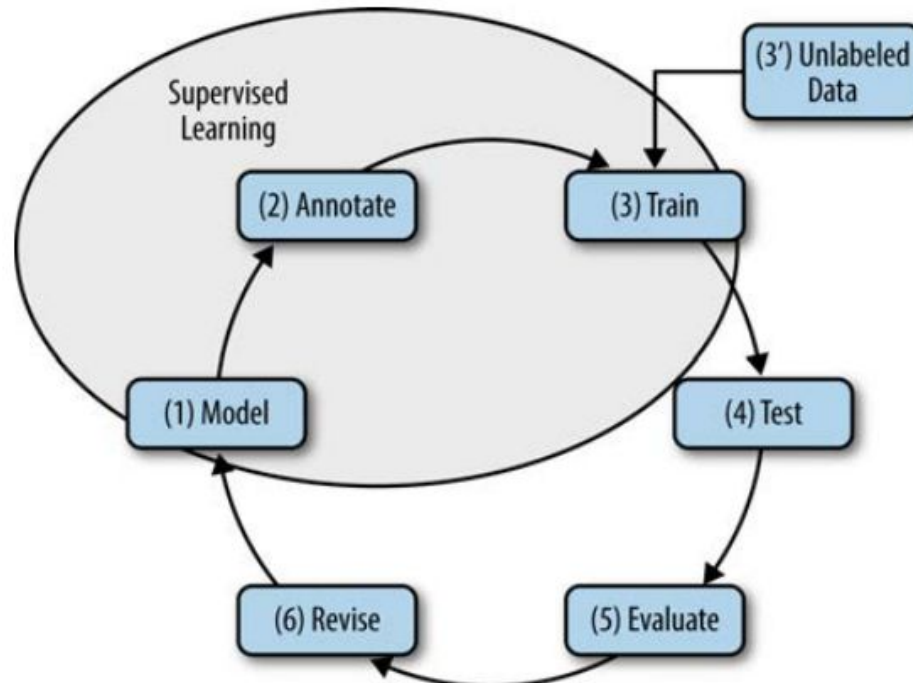 (3’) Unlabeled
Data
Supervised
Learning
(2) Annotate
(3) Train
(1) Model
(4) Test
(6) Revise
(5) Evaluate